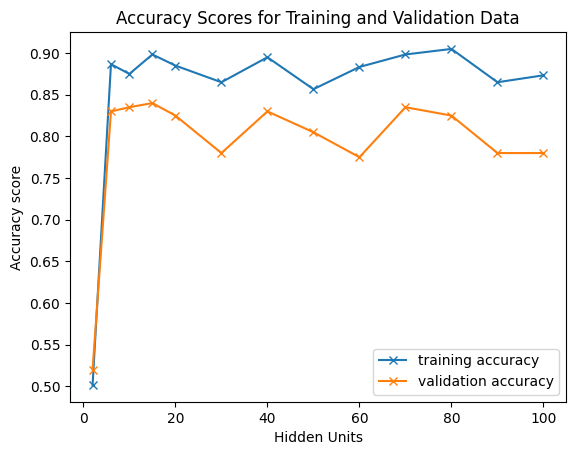 Accuracy Scores for Training and Validation Data
Accuracy score
0.90
0.85
0.80
0.75
0.70
0.65
0.60
0.55
0.50
training accuracy
validation accuracy
0 20 40 60 80 100
Hidden Units